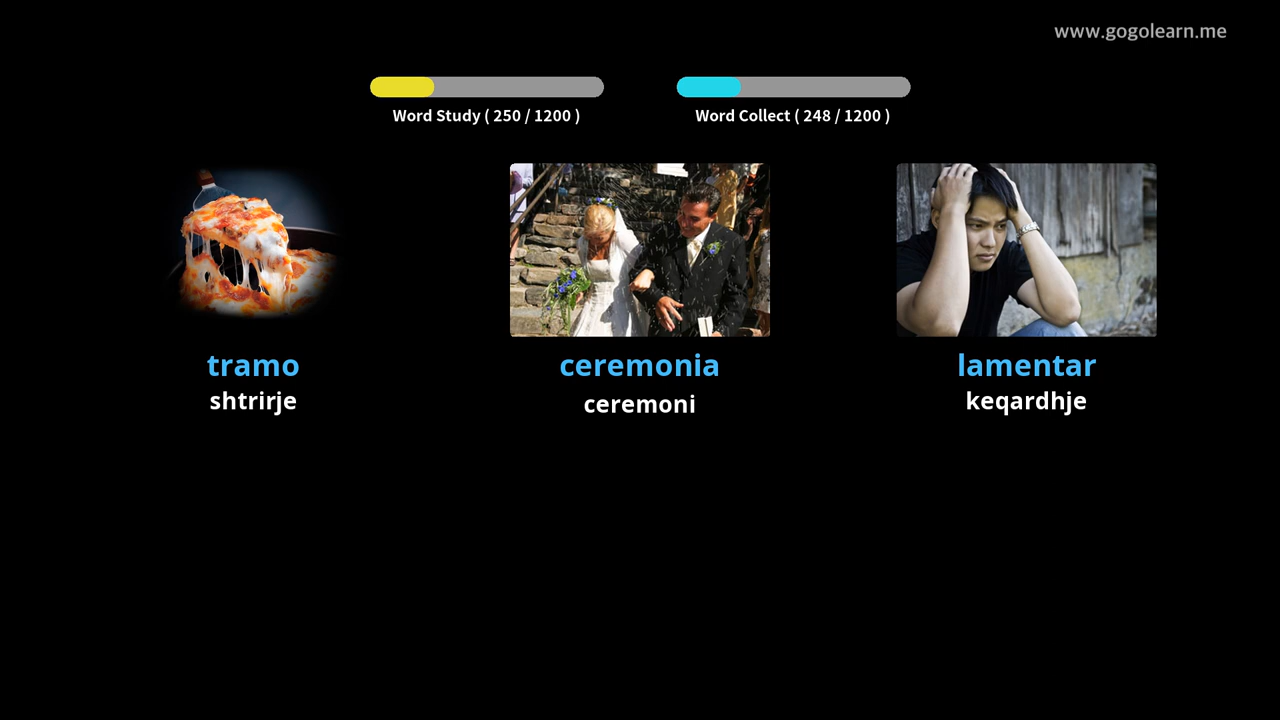 www.gogolearn.me
Word Study ( 250 / 1200 )
Word Collect ( 248 / 1200 )
tramo
shtrirje
ceremonia
ceremoni
lamentar
keqardhje